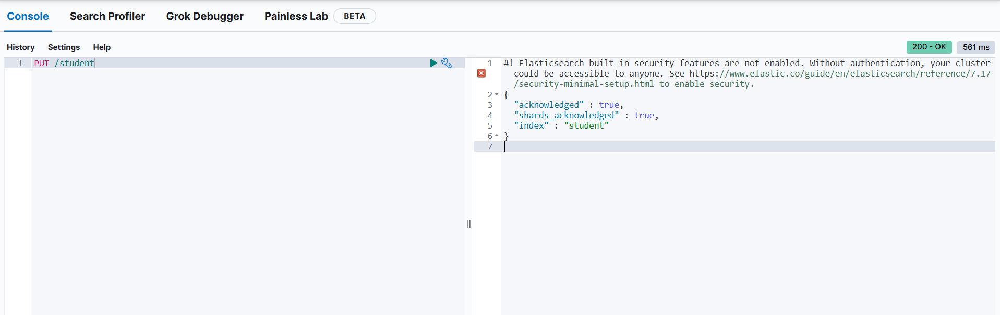 Console Search Profiler Grok Debugger Painless Lab BETA
History Settings Help 200 - OK 561 ms
1 PUT /student
1 #! Elasticsearch built-in security features are not enabled. Without authentication, your cluster
could be accessible to anyone. See https://www.elastic.co/guide/en/elasticsearch/reference/7.17
/security-minimal-setup.html to enable security.
2 {
3 "acknowledged" : true,
4 "shards_acknowledged" : true,
5 "index" : "student"
6 }
7